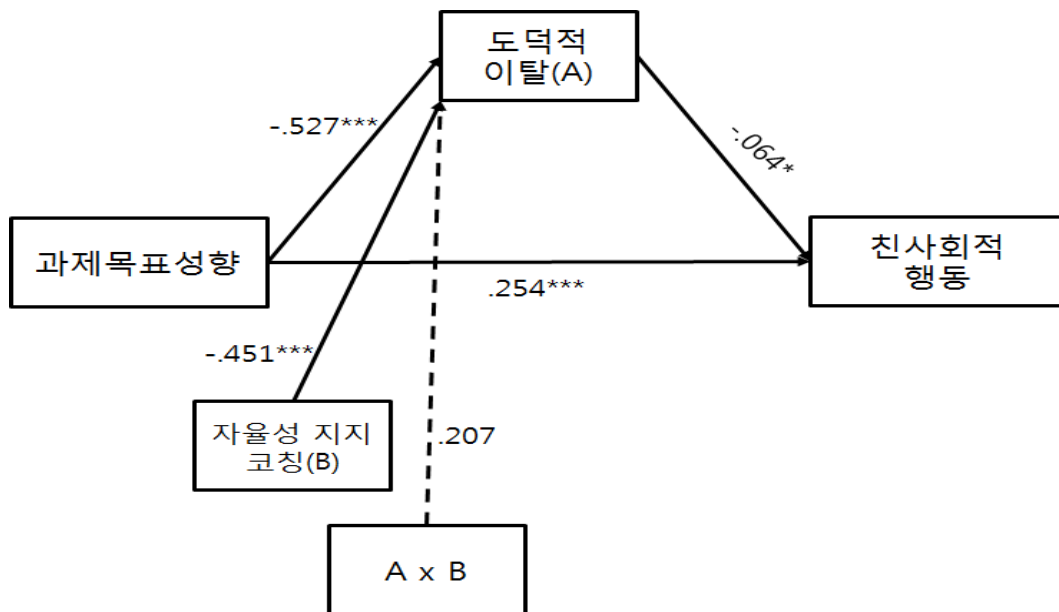 도덕적
이탈(A)
-.527***
-.064*
과제목표성향
친사회적
행동
.254***
-.451***
자율성 지지
코칭(B)
.207
A x B